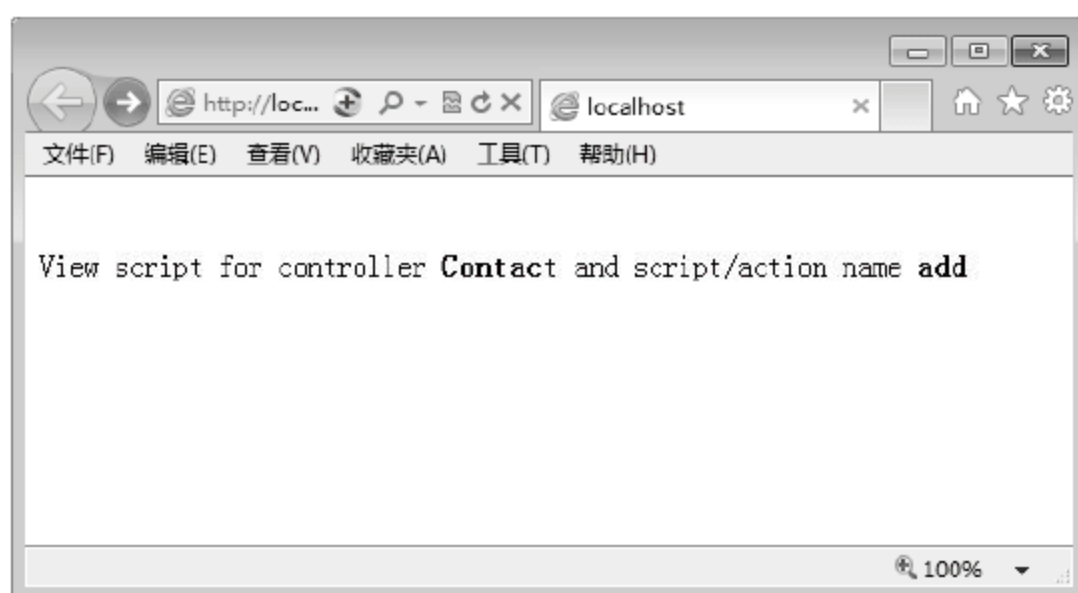 http://loc...
localhost
文件(F) 编辑(E) 查看(V) 收藏夹(A) 工具(T) 帮助(H)
View script for controller Contact and script/action name add
100%